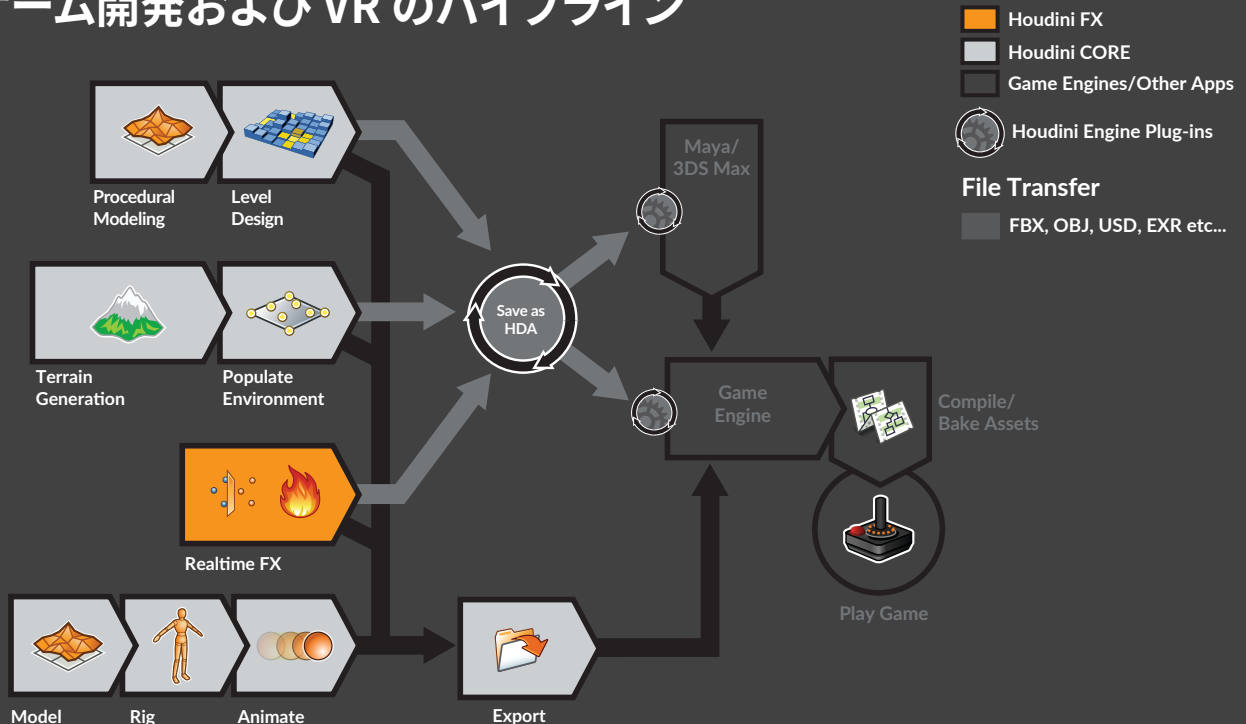 ーム開発および VR のパイプライン
Houdini FX
Houdini CORE
Game Engines/Other Apps
Houdini Engine Plug-ins
File Transfer
FBX, OBJ, USD, EXR etc...
Procedural
Modeling
Level
Design
Maya/
3DS Max
Terrain
Generation
Populate
Environment
Save as
HDA
Game
Engine
Compile/
Bake Assets
Realtime FX
Play Game
Model
Rig
Animate
Export